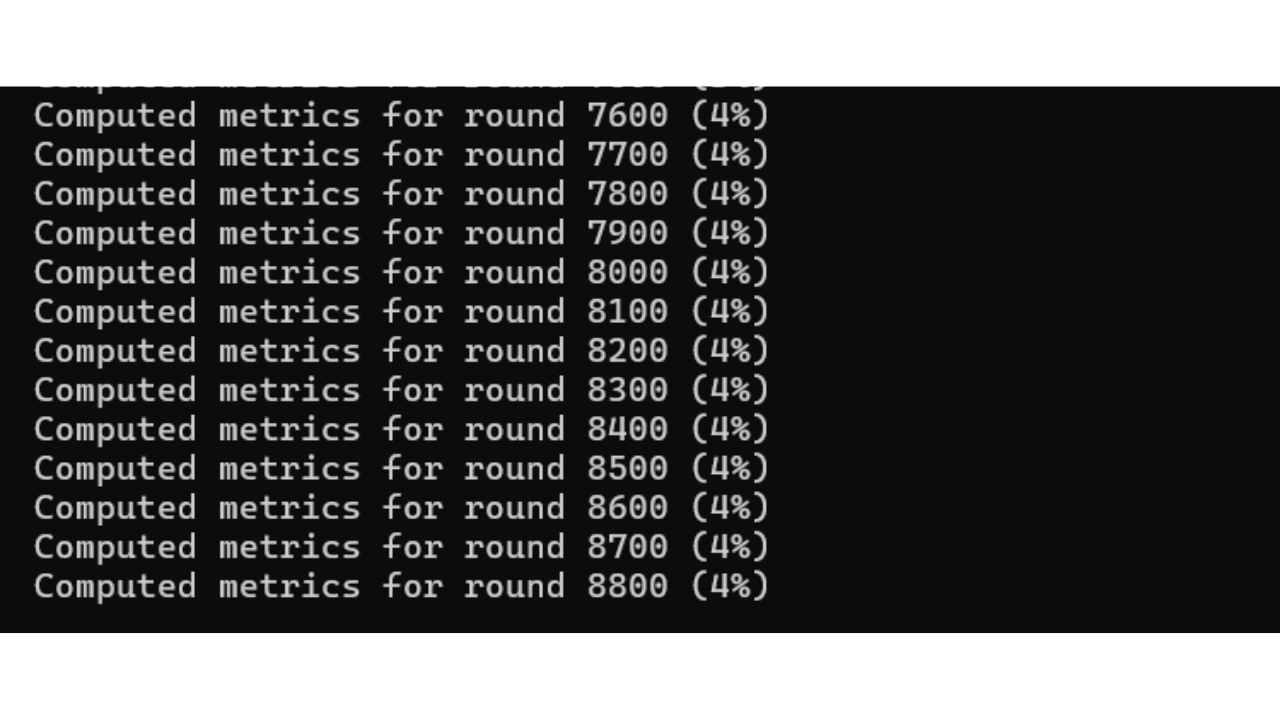 Computed metrics for round 7600 (4%)
Computed metrics for round 7700 (4%)
Computed metrics for round 7800 (4%)
Computed metrics for round 7900 (4%)
Computed metrics for round 8000 (4%)
Computed metrics for round 8100 (4%)
Computed metrics for round 8200 (4%)
Computed metrics for round 8300 (4%)
Computed metrics for round 8400 (4%)
Computed metrics for round 8500 (4%)
Computed metrics for round 8600 (4%)
Computed metrics for round 8700 (4%)
Computed metrics for round 8800 (4%)